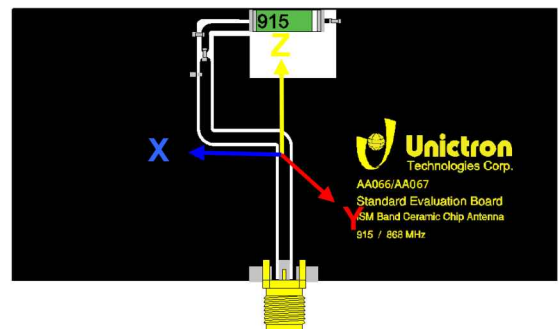 915
Z
X
Unictron
Technologies Corp.
AA066/AA067
Standard Evaluation Board
Y
ISM Band Ceramic Chip Antenna
915 / 868 MHz